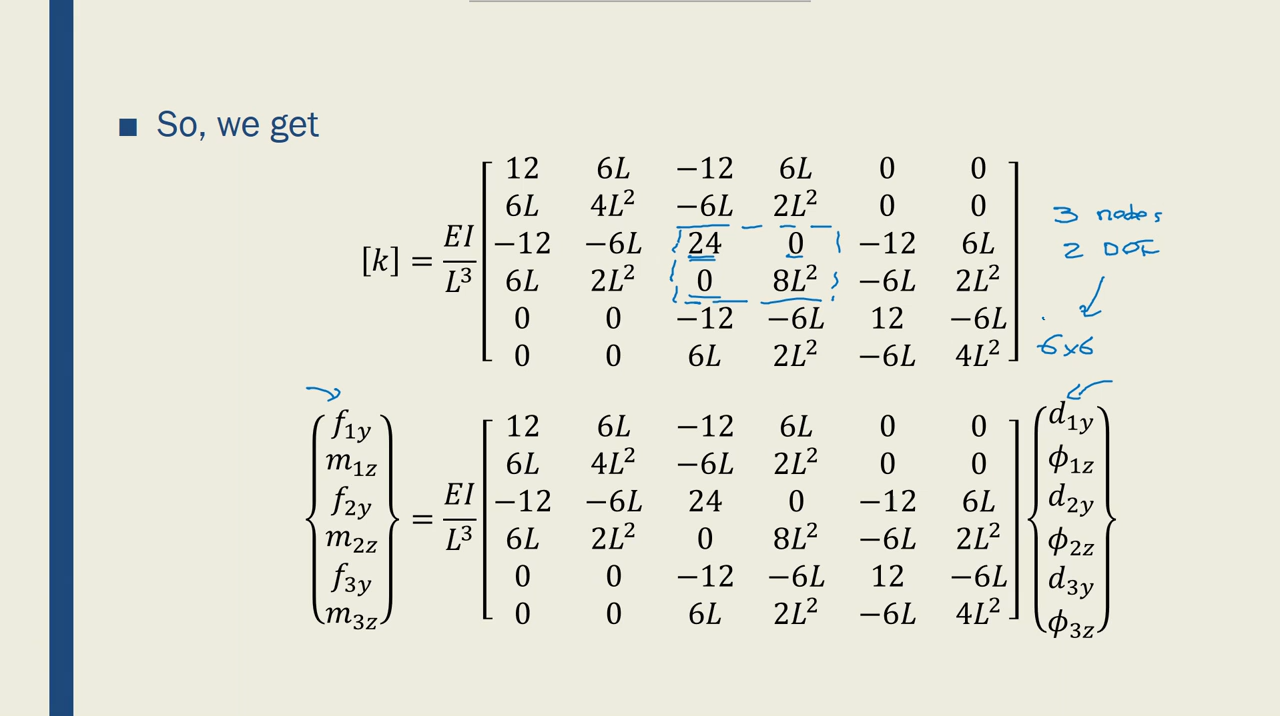 ■ So, we get
12 6L −12 6L 0 0
6L 4L² −6L 2L² 0 0
[k] = EI/L³ −12 −6L 24 0 −12 6L
6L 2L² 0 8L² −6L 2L²
0 0 −12 −6L 12 −6L
0 0 6L 2L² −6L 4L²
3 nodes
2 DOF
6x6
f₁y 12 6L −12 6L 0 0 d₁y
m₁z 6L 4L² −6L 2L² 0 0 ϕ₁z
f₂y = EI/L³ −12 −6L 24 0 −12 6L d₂y
m₂z 6L 2L² 0 8L² −6L 2L² ϕ₂z
f₃y 0 0 −12 −6L 12 −6L d₃y
m₃z 0 0 6L 2L² −6L 4L² ϕ₃z